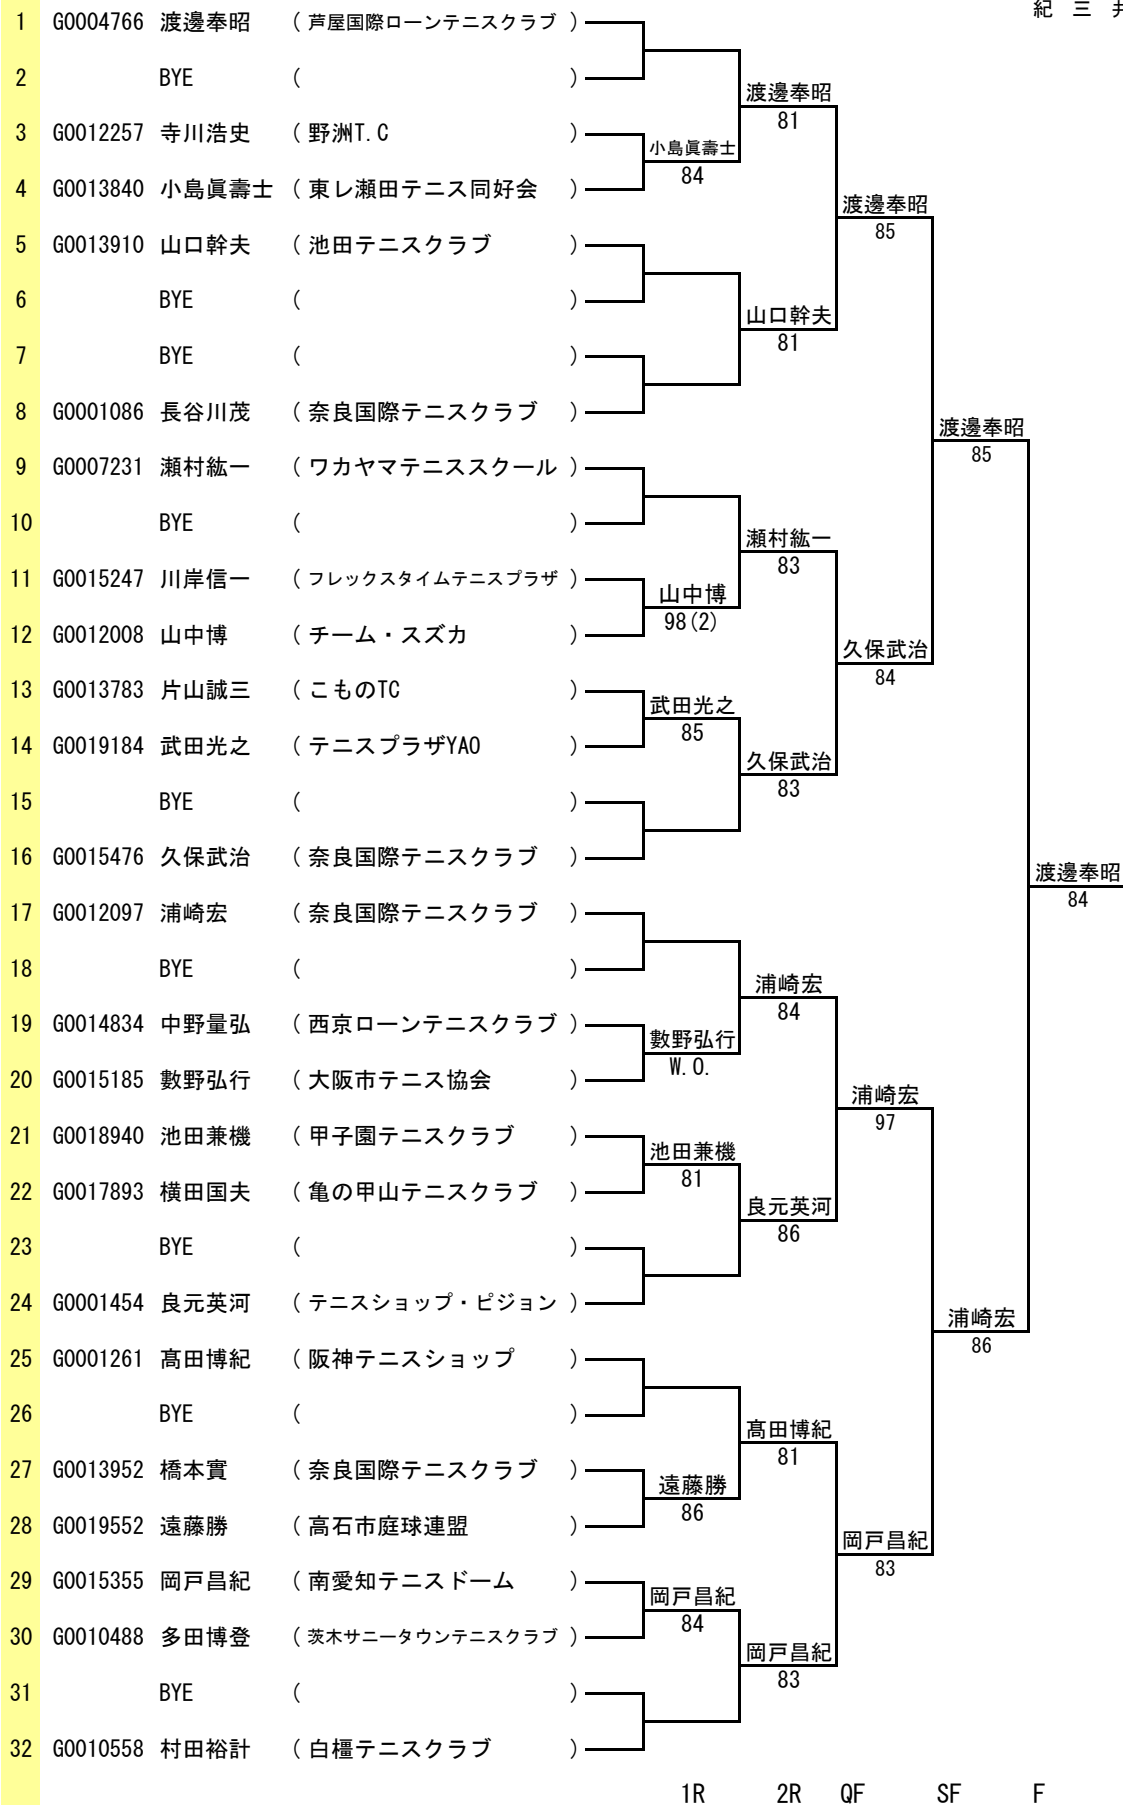 紀 三 井
1 G0004766 渡邊奉昭 ( 芦屋国際ローンテニスクラブ )
2 BYE ( )
渡邊奉昭
81
3 G0012257 寺川浩史 ( 野洲T.C )
小島眞壽士
84
4 G0013840 小島眞壽士 ( 東レ瀬田テニス同好会 )
渡邊奉昭
85
5 G0013910 山口幹夫 ( 池田テニスクラブ )
6 BYE ( )
山口幹夫
81
7 BYE ( )
8 G0001086 長谷川茂 ( 奈良国際テニスクラブ )
渡邊奉昭
85
9 G0007231 瀬村紘一 ( ワカヤマテニススクール )
10 BYE ( )
瀬村紘一
83
11 G0015247 川岸信一 ( フレックスタイムテニスプラザ )
山中博
98(2)
12 G0012008 山中博 ( チーム・スズカ )
久保武治
84
13 G0013783 片山誠三 ( こものTC )
武田光之
85
14 G0019184 武田光之 ( テニスプラザYAO )
久保武治
83
15 BYE ( )
16 G0015476 久保武治 ( 奈良国際テニスクラブ )
渡邊奉昭
84
17 G0012097 浦崎宏 ( 奈良国際テニスクラブ )
18 BYE ( )
浦崎宏
84
19 G0014834 中野量弘 ( 西京ローンテニスクラブ )
數野弘行
W.O.
20 G0015185 數野弘行 ( 大阪市テニス協会 )
浦崎宏
97
21 G0018940 池田兼機 ( 甲子園テニスクラブ )
池田兼機
81
22 G0017893 横田国夫 ( 亀の甲山テニスクラブ )
良元英河
86
23 BYE ( )
24 G0001454 良元英河 ( テニスショップ・ピジョン )
浦崎宏
86
25 G0001261 髙田博紀 ( 阪神テニスショップ )
26 BYE ( )
髙田博紀
81
27 G0013952 橋本實 ( 奈良国際テニスクラブ )
遠藤勝
86
28 G0019552 遠藤勝 ( 高石市庭球連盟 )
岡戸昌紀
83
29 G0015355 岡戸昌紀 ( 南愛知テニスドーム )
岡戸昌紀
84
30 G0010488 多田博登 ( 茨木サニータウンテニスクラブ )
岡戸昌紀
83
31 BYE ( )
32 G0010558 村田裕計 ( 白橿テニスクラブ )
1R 2R QF SF F